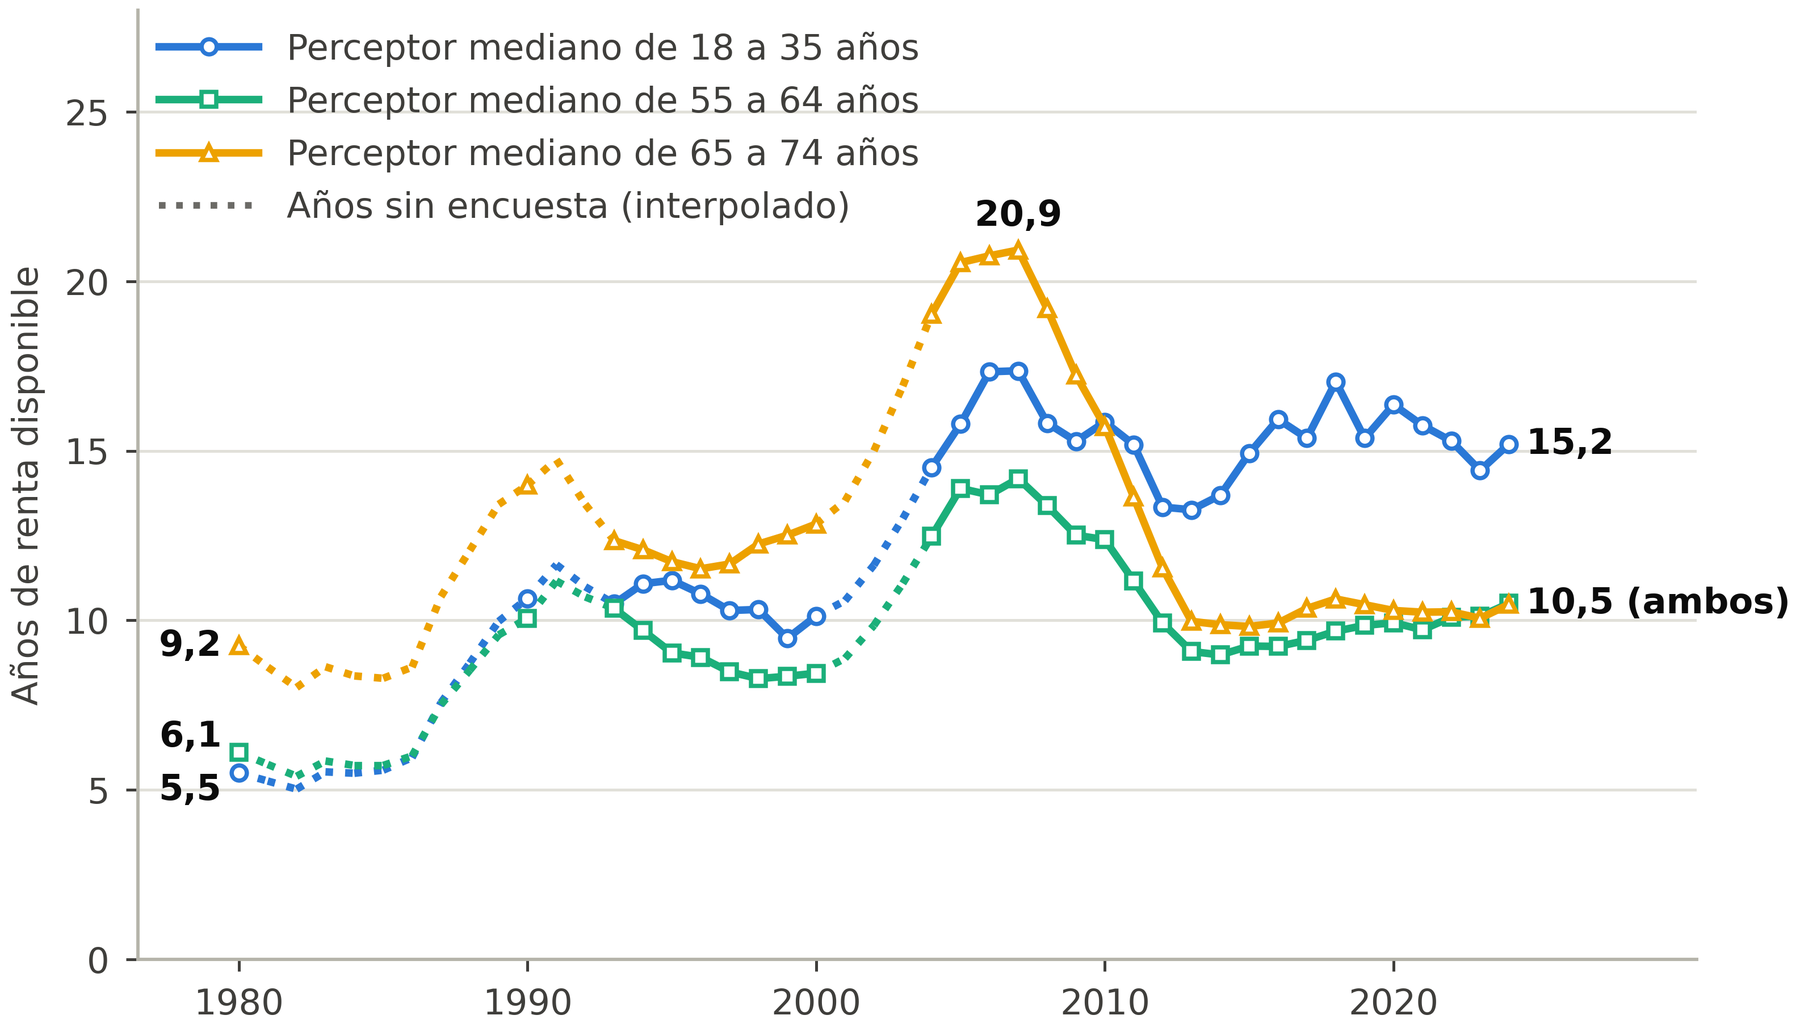 Perceptor mediano de 18 a 35 años
Perceptor mediano de 55 a 64 años
Perceptor mediano de 65 a 74 años
Años sin encuesta (interpolado)
Años de renta disponible
25
20
15
10
5
0
20,9
15,2
10,5 (ambos)
9,2
6,1
5,5
1980
1990
2000
2010
2020